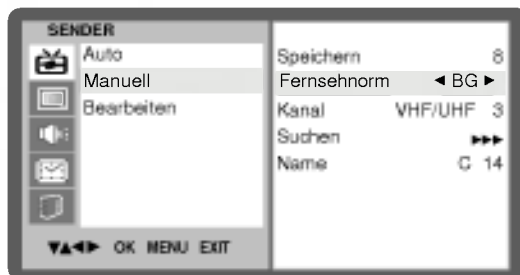 SENDER
Auto
Manuell
Bearbeiten
Speichern 8
Fernsehnorm ◄ BG ►
Kanal VHF/UHF 3
Suchen ►►►
Name C 14
▼▲◄► OK MENU EXIT